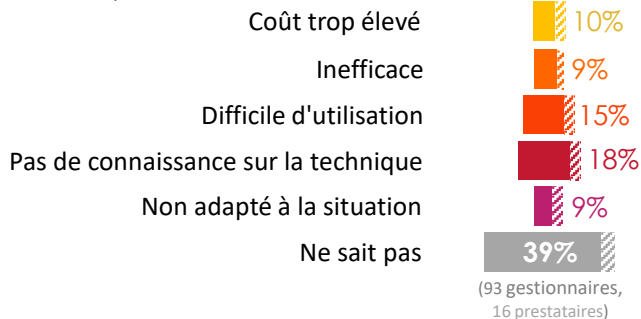 Coût trop élevé 10%
Inefficace 9%
Difficile d'utilisation 15%
Pas de connaissance sur la technique 18%
Non adapté à la situation 9%
Ne sait pas 39%
(93 gestionnaires,
16 prestataires)